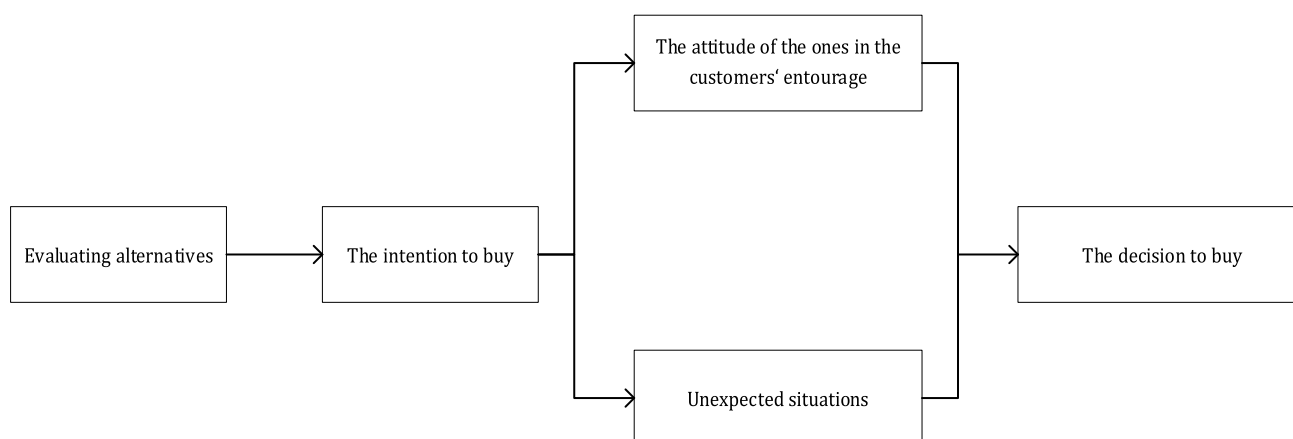 The attitude of the ones in the
customers‘ entourage
Evaluating alternatives
The intention to buy
The decision to buy
Unexpected situations